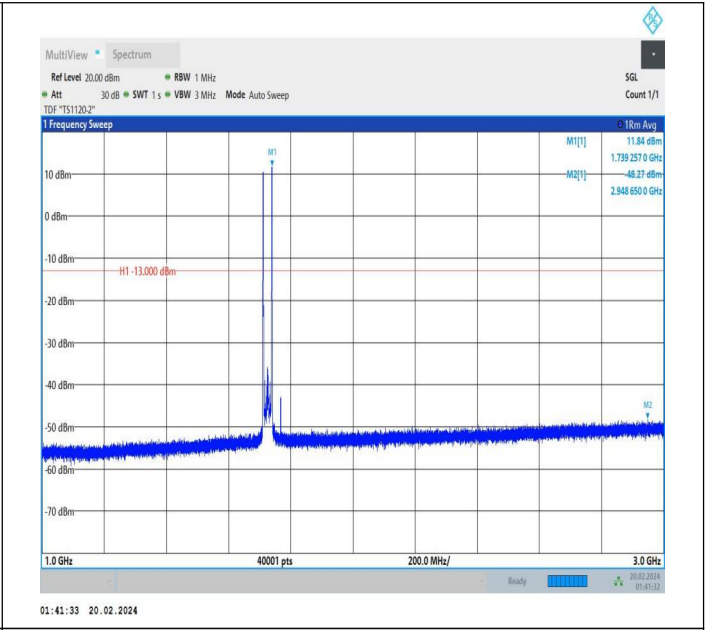 MultiView Spectrum
Ref Level 20.00 dBm RBW 1 MHz SGL
Att 30 dB SWT 1 s VBW 3 MHz Mode Auto Sweep Count 1/1
TDF "TS1120-2"
1 Frequency Sweep 1Rm Avg
M1[1] 11.84 dBm
1.739 257 0 GHz
M2[1] -48.27 dBm
2.948 650 0 GHz
M1
10 dBm
0 dBm
-10 dBm
H1 -13.000 dBm
-20 dBm
-30 dBm
-40 dBm
M2
-50 dBm
-60 dBm
-70 dBm
1.0 GHz 40001 pts 200.0 MHz/ 3.0 GHz
Ready 20.02.2024
01:41:32
01:41:33 20.02.2024